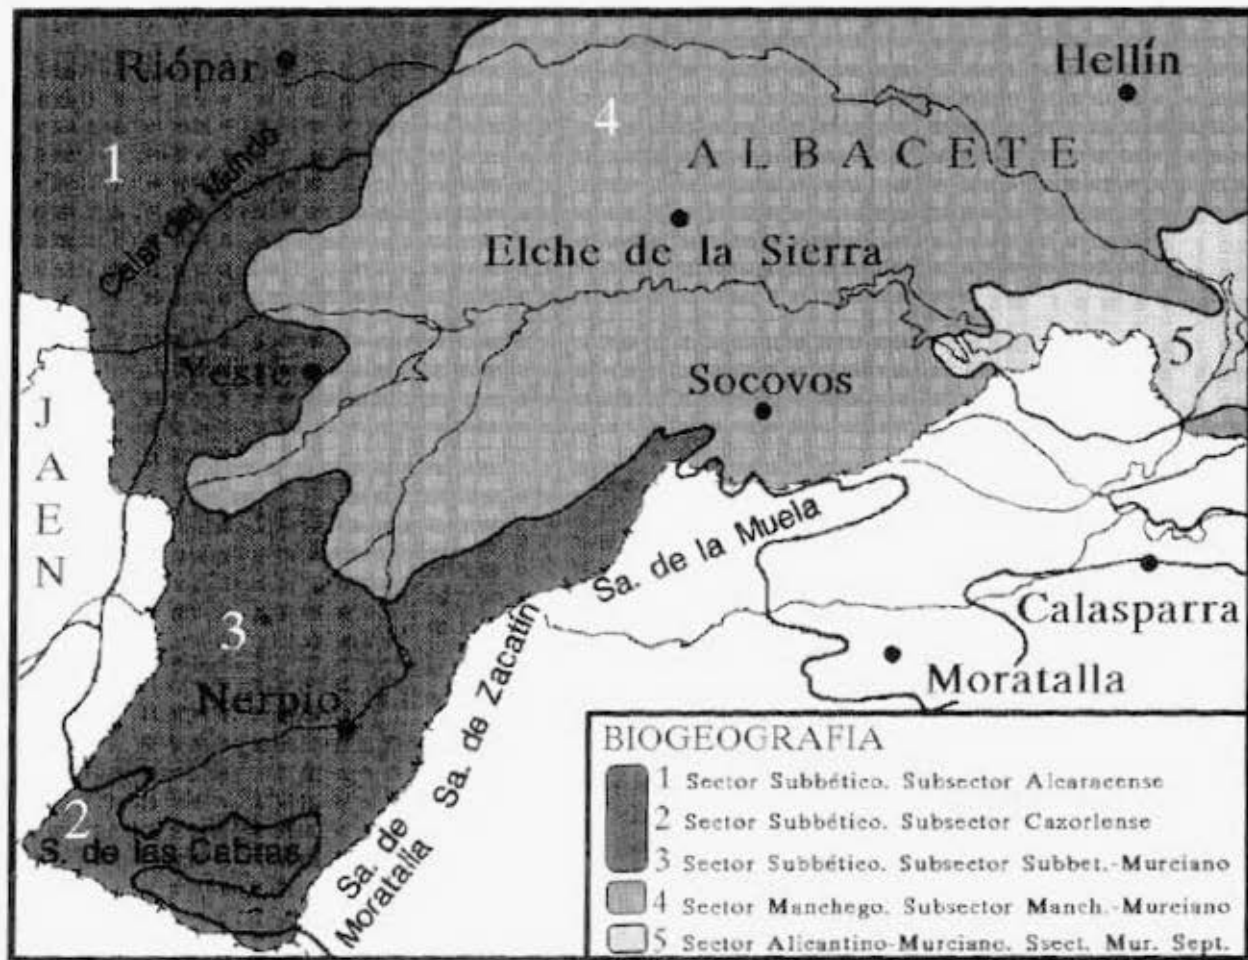 Riópar
Hellín
4
1
ALBACETE
Calar del Mundo
Elche de la Sierra
5
Yeste
Socovos
JAEN
Sa. de la Muela
3
Calasparra
Sa. de Zacatín
Nerpio
Moratalla
2
S. de las Cabras
Sa. de
Moratalla
BIOGEOGRAFIA
1 Sector Subbético. Subsector Alcaracense
2 Sector Subbético. Subsector Cazorlense
3 Sector Subbético. Subsector Subbet.-Murciano
4 Sector Manchego. Subsector Manch.-Murciano
5 Sector Alicantino-Murciano. Ssect. Mur. Sept.